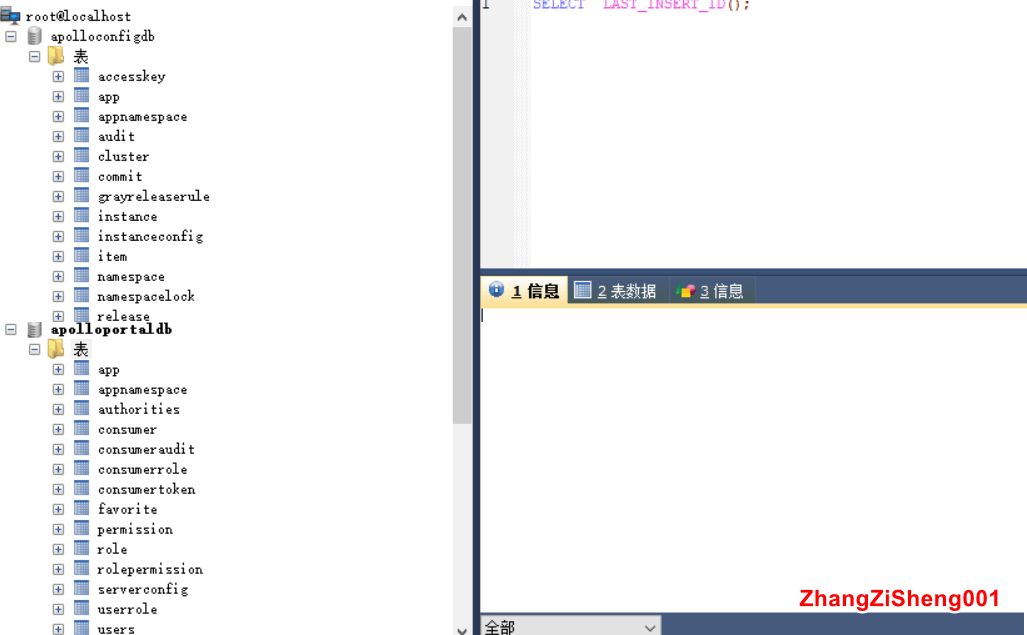 root@localhost
apolloconfigdb
表
accesskey
app
appnamespace
audit
cluster
commit
grayreleaserule
instance
instanceconfig
item
namespace
namespacelock
release
apolloportaldb
表
app
appnamespace
authorities
consumer
consumeraudit
consumerrole
consumertoken
favorite
permission
role
rolepermission
serverconfig
userrole
users
1 SELECT LAST_INSERT_ID();
1 信息 2 表数据 3 信息
ZhangZiSheng001
全部